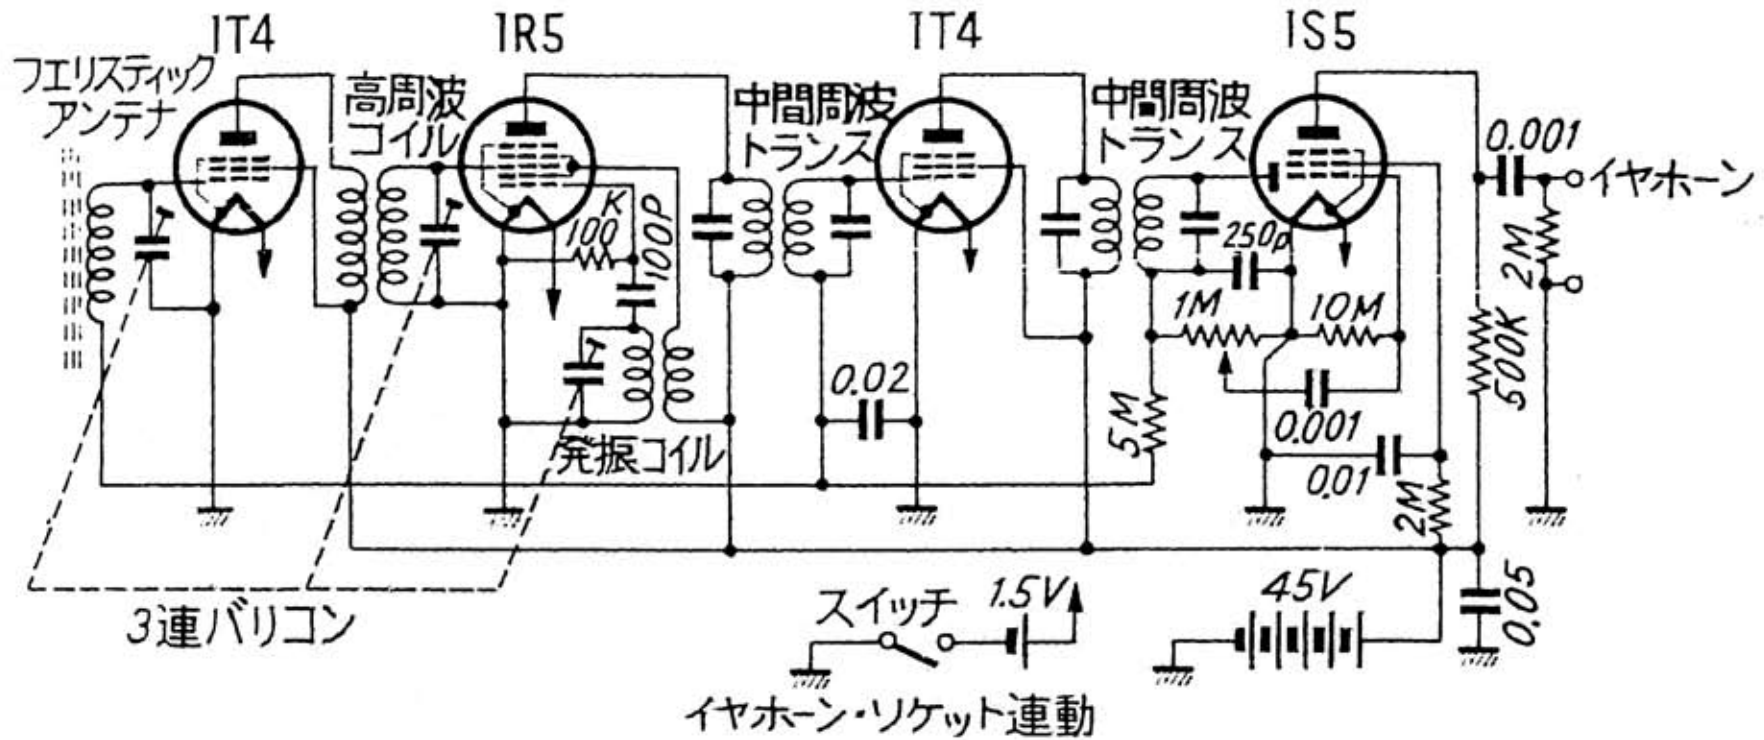 1T4
1R5
1T4
1S5
フエリスティック
アンテナ
高周波
コイル
中間周波
トランス
中間周波
トランス
0.001
イヤホーン
2M
100
K
100P
250p
1M
10M
500K
0.02
5M
0.001
0.01
2M
発振コイル
3連バリコン
スイッチ
1.5V
45V
0.05
イヤホーン・ソケット連動